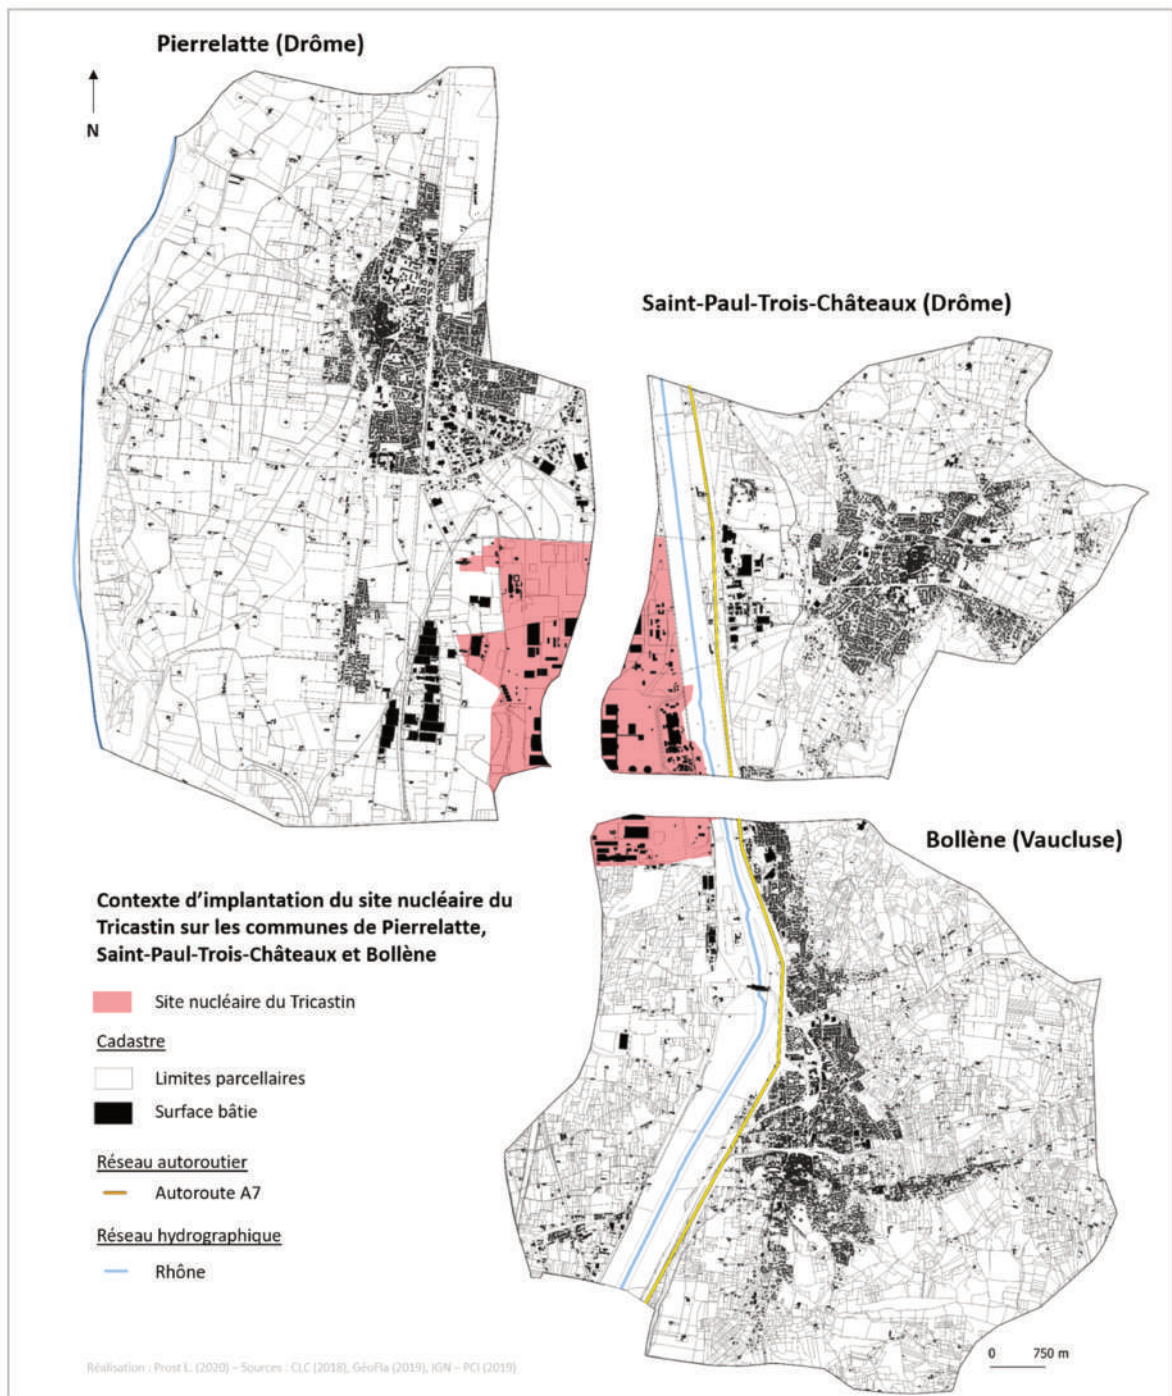 Pierrelatte (Drôme)
N
Saint-Paul-Trois-Châteaux (Drôme)
Bollène (Vaucluse)
Contexte d’implantation du site nucléaire du
Tricastin sur les communes de Pierrelatte,
Saint-Paul-Trois-Châteaux et Bollène
Site nucléaire du Tricastin
Cadastre
Limites parcellaires
Surface bâtie
Réseau autoroutier
Autoroute A7
Réseau hydrographique
Rhône
0 750 m
Réalisation : Prost L. (2020) – Sources : CLC (2018), GéoFla (2019), IGN – PCI (2019)